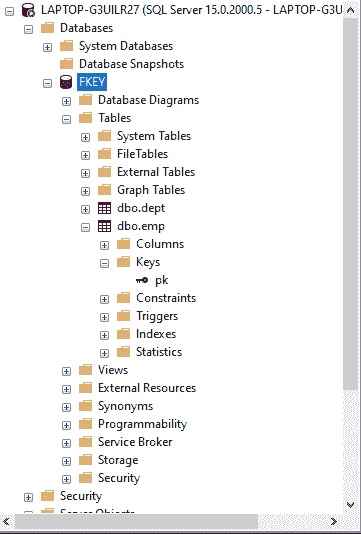 LAPTOP-G3UILR27 (SQL Server 15.0.2000.5 - LAPTOP-G3U
Databases
System Databases
Database Snapshots
FKEY
Database Diagrams
Tables
System Tables
FileTables
External Tables
Graph Tables
dbo.dept
dbo.emp
Columns
Keys
pk
Constraints
Triggers
Indexes
Statistics
Views
External Resources
Synonyms
Programmability
Service Broker
Storage
Security
Security
Server Objects